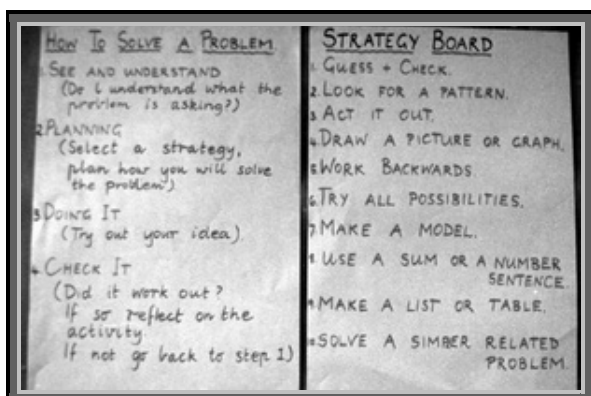 HOW TO SOLVE A PROBLEM
1. SEE AND UNDERSTAND
(Do I understand what the
problem is asking?)
2. PLANNING
(Select a strategy,
plan how you will solve
the problem)
3 DOING IT
(Try out your idea).
4. CHECK IT
(Did it work out?
If so reflect on the
activity.
If not go back to step 1)
STRATEGY BOARD
1. GUESS + CHECK.
2. LOOK FOR A PATTERN.
3 ACT IT OUT.
4. DRAW A PICTURE OR GRAPH.
5. WORK BACKWARDS
6. TRY ALL POSSIBILITIES.
7. MAKE A MODEL.
8 USE A SUM OR A NUMBER
SENTENCE.
9. MAKE A LIST OR TABLE.
10. SOLVE A SIMPLER RELATED
PROBLEM.